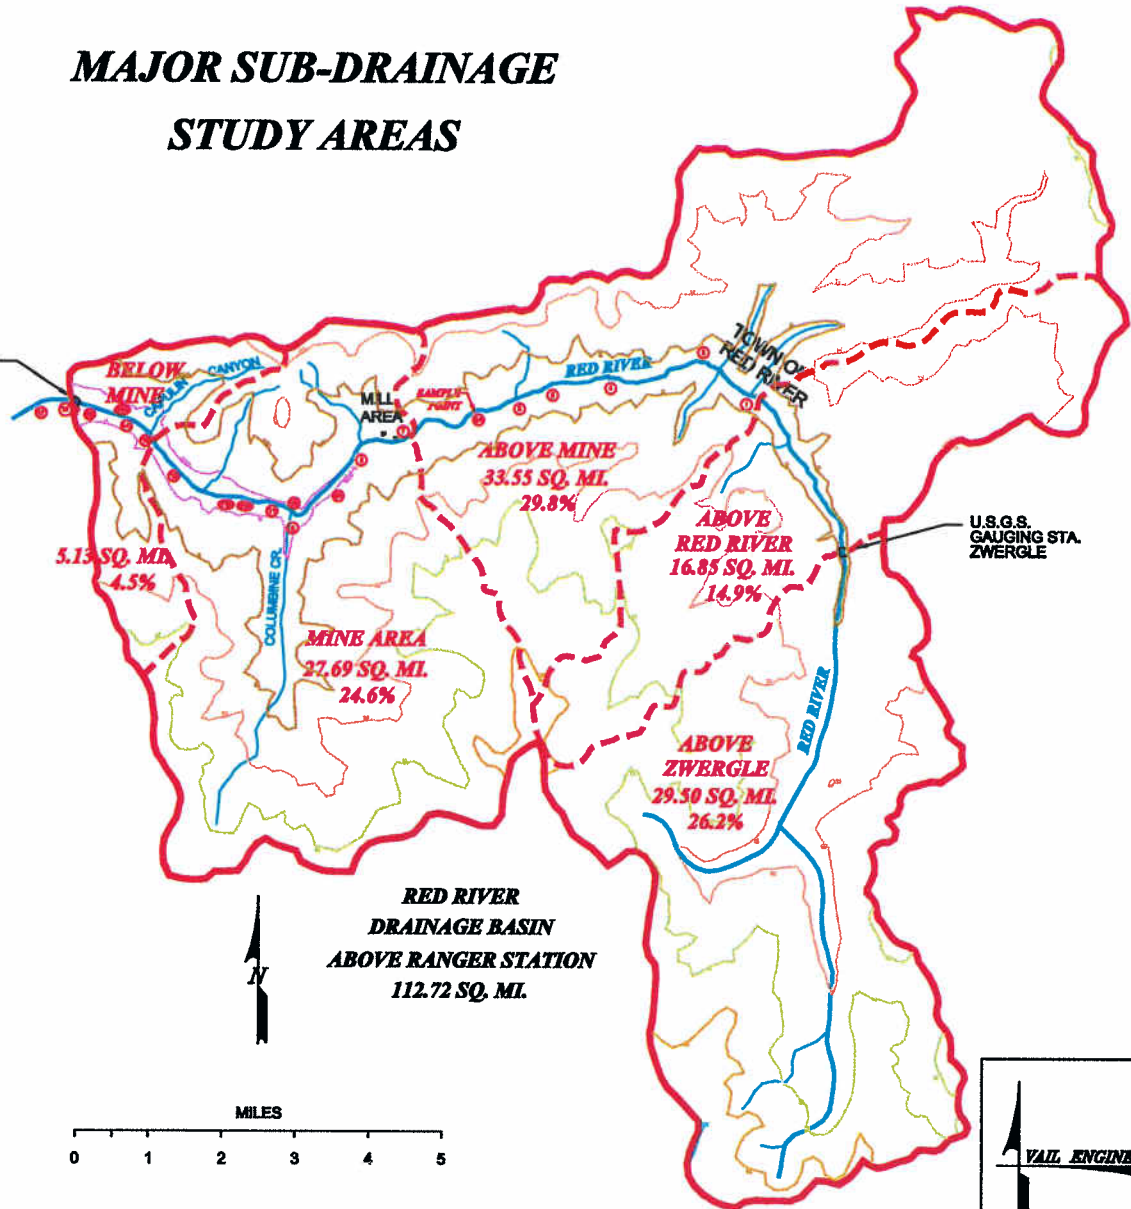 MAJOR SUB-DRAINAGE
STUDY AREAS
BELOW
MINE
CAPULIN CANYON
MILL
AREA
SAMPLE
POINT
RED RIVER
TOWN OF
RED RIVER
ABOVE MINE
33.55 SQ. MI.
29.8%
ABOVE
RED RIVER
16.85 SQ. MI.
14.9%
U.S.G.S.
GAUGING STA.
ZWERGLE
5.13 SQ. MI.
4.5%
COLUMBINE CR.
MINE AREA
27.69 SQ. MI.
24.6%
RED RIVER
ABOVE
ZWERGLE
29.50 SQ. MI.
26.2%
RED RIVER
DRAINAGE BASIN
ABOVE RANGER STATION
112.72 SQ. MI.
N
MILES
0 1 2 3 4 5
VAIL ENGINE